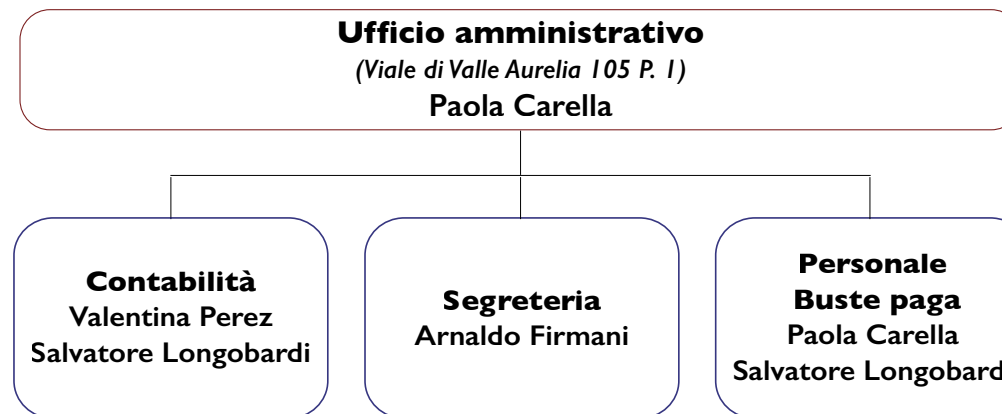 Ufficio amministrativo
(Viale di Valle Aurelia 105 P. 1)
Paola Carella
Contabilità
Valentina Perez
Salvatore Longobardi
Segreteria
Arnaldo Firmani
Personale
Buste paga
Paola Carella
Salvatore Longobard